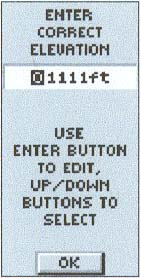 ENTER
CORRECT
ELEVATION
01111ft
USE
ENTER BUTTON
TO EDIT,
UP/DOWN
BUTTONS TO
SELECT
OK